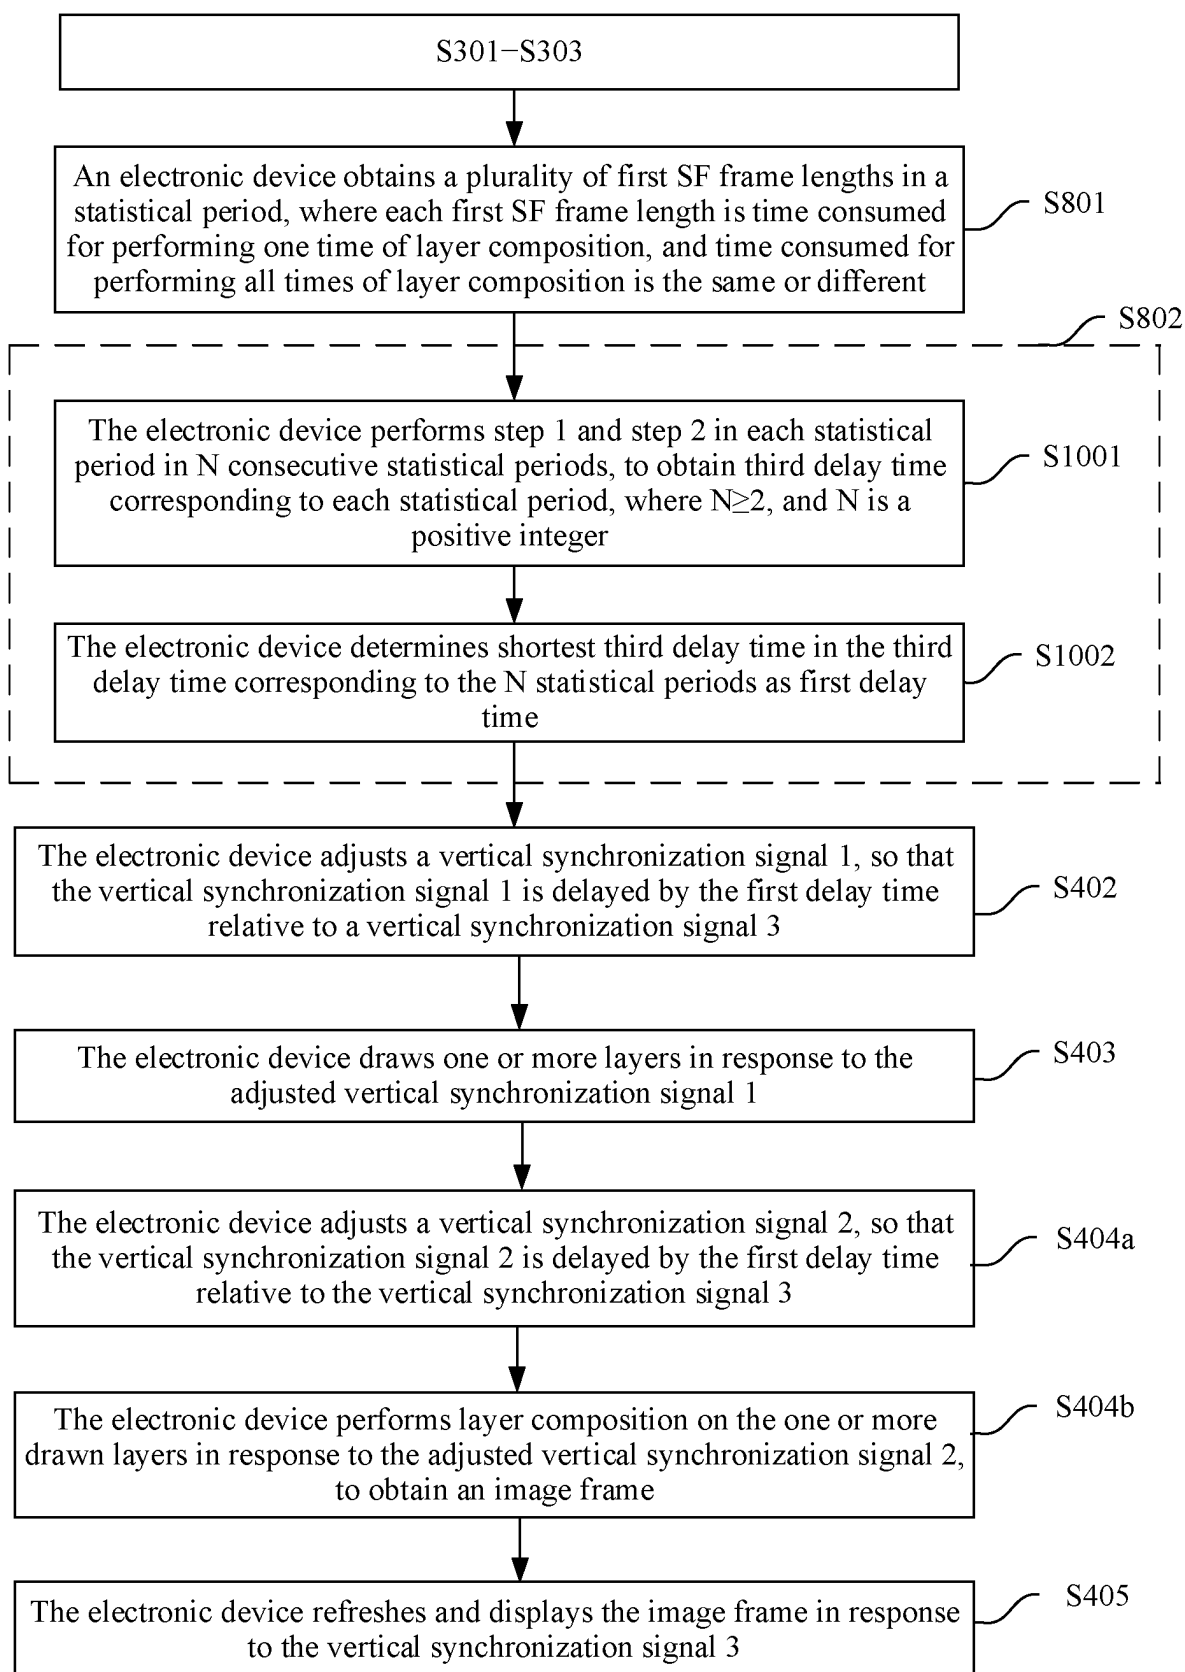 S301−S303
An electronic device obtains a plurality of first SF frame lengths in a
statistical period, where each first SF frame length is time consumed
for performing one time of layer composition, and time consumed for
performing all times of layer composition is the same or different
S801
S802
The electronic device performs step 1 and step 2 in each statistical
period in N consecutive statistical periods, to obtain third delay time
corresponding to each statistical period, where N≥2, and N is a
positive integer
S1001
The electronic device determines shortest third delay time in the third
delay time corresponding to the N statistical periods as first delay
time
S1002
The electronic device adjusts a vertical synchronization signal 1, so that
the vertical synchronization signal 1 is delayed by the first delay time
relative to a vertical synchronization signal 3
S402
The electronic device draws one or more layers in response to the
adjusted vertical synchronization signal 1
S403
The electronic device adjusts a vertical synchronization signal 2, so that
the vertical synchronization signal 2 is delayed by the first delay time
relative to the vertical synchronization signal 3
S404a
The electronic device performs layer composition on the one or more
drawn layers in response to the adjusted vertical synchronization signal 2,
to obtain an image frame
S404b
The electronic device refreshes and displays the image frame in response
to the vertical synchronization signal 3
S405